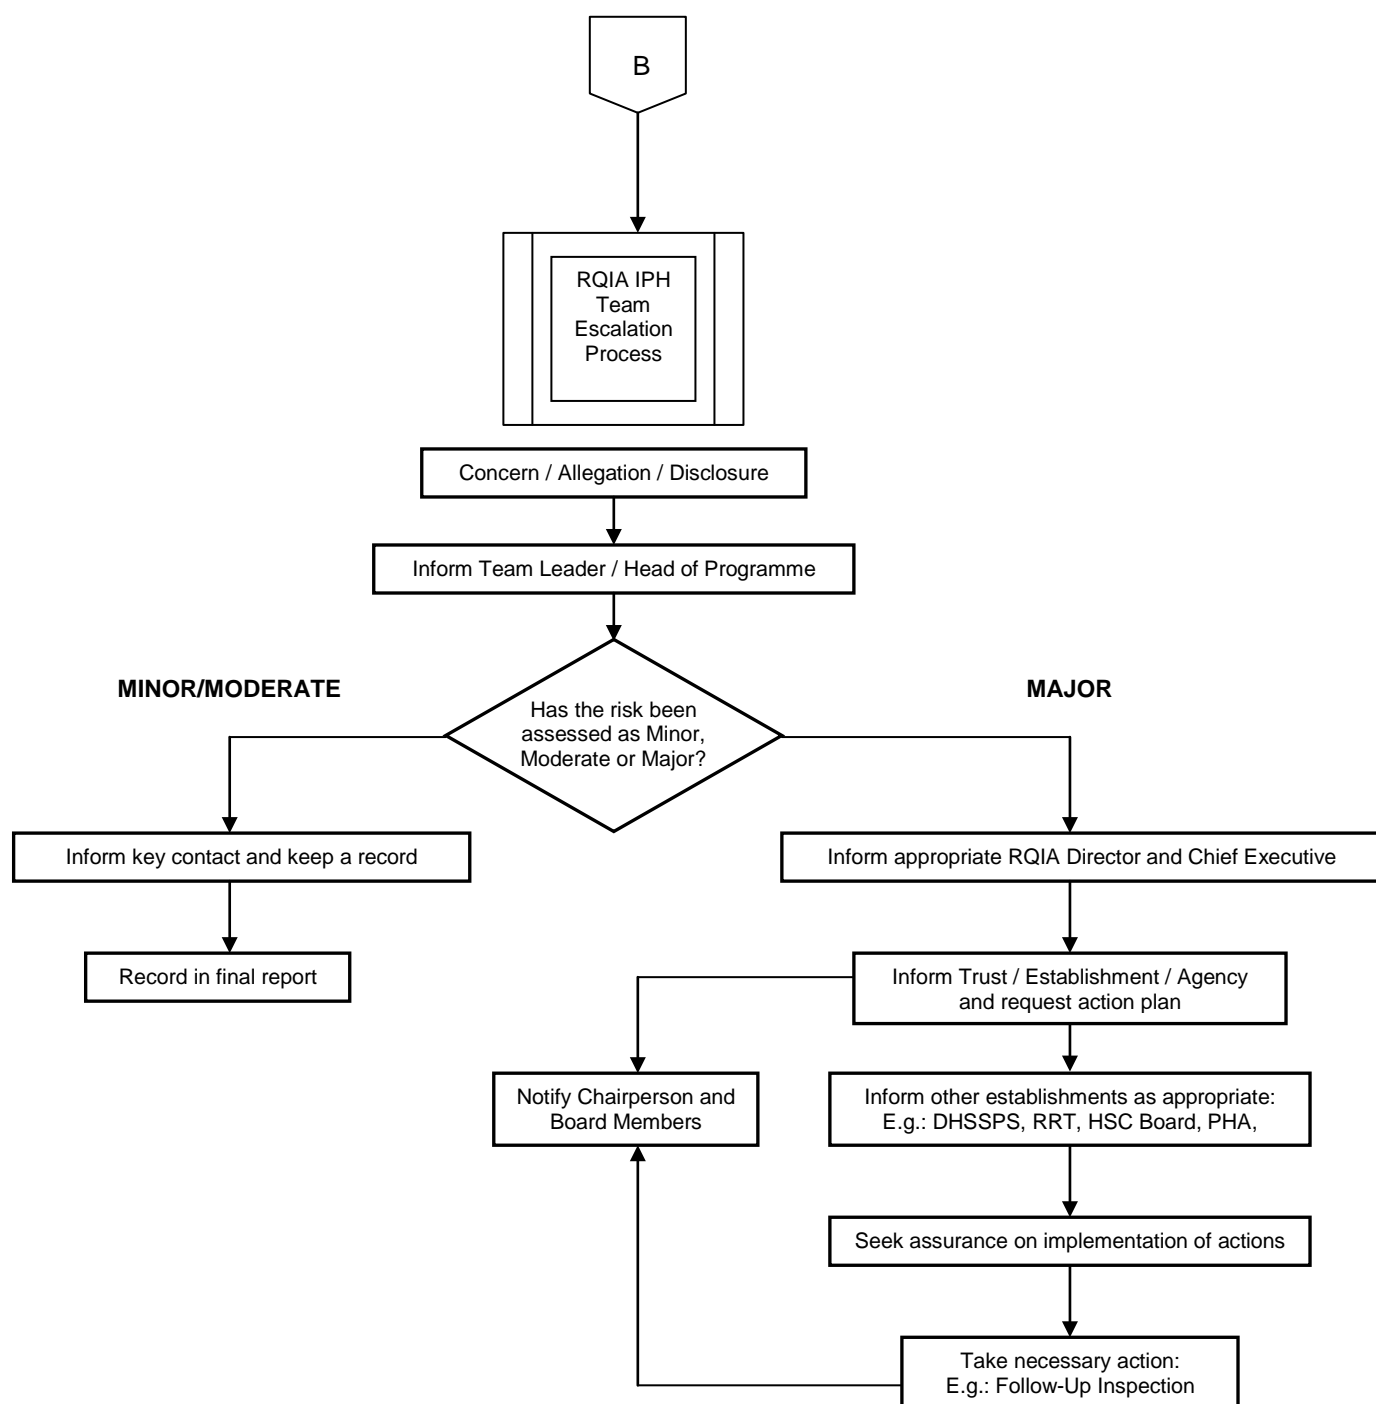 B
RQIA IPH
Team
Escalation
Process
Concern / Allegation / Disclosure
Inform Team Leader / Head of Programme
MINOR/MODERATE
MAJOR
Has the risk been
assessed as Minor,
Moderate or Major?
Inform key contact and keep a record
Inform appropriate RQIA Director and Chief Executive
Record in final report
Inform Trust / Establishment / Agency
and request action plan
Notify Chairperson and
Board Members
Inform other establishments as appropriate:
E.g.: DHSSPS, RRT, HSC Board, PHA,
Seek assurance on implementation of actions
Take necessary action:
E.g.: Follow-Up Inspection